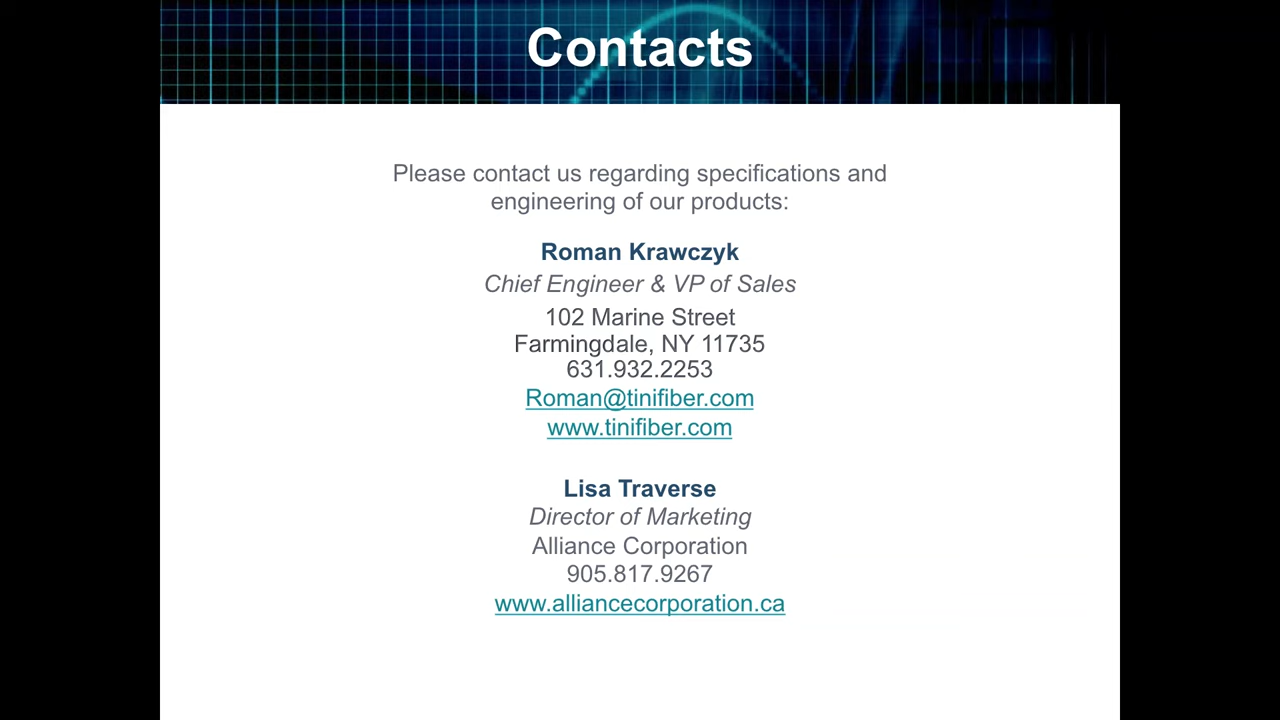 Contacts
Please contact us regarding specifications and
engineering of our products:
Roman Krawczyk
Chief Engineer & VP of Sales
102 Marine Street
Farmingdale, NY 11735
631.932.2253
Roman@tinifiber.com
www.tinifiber.com
Lisa Traverse
Director of Marketing
Alliance Corporation
905.817.9267
www.alliancecorporation.ca